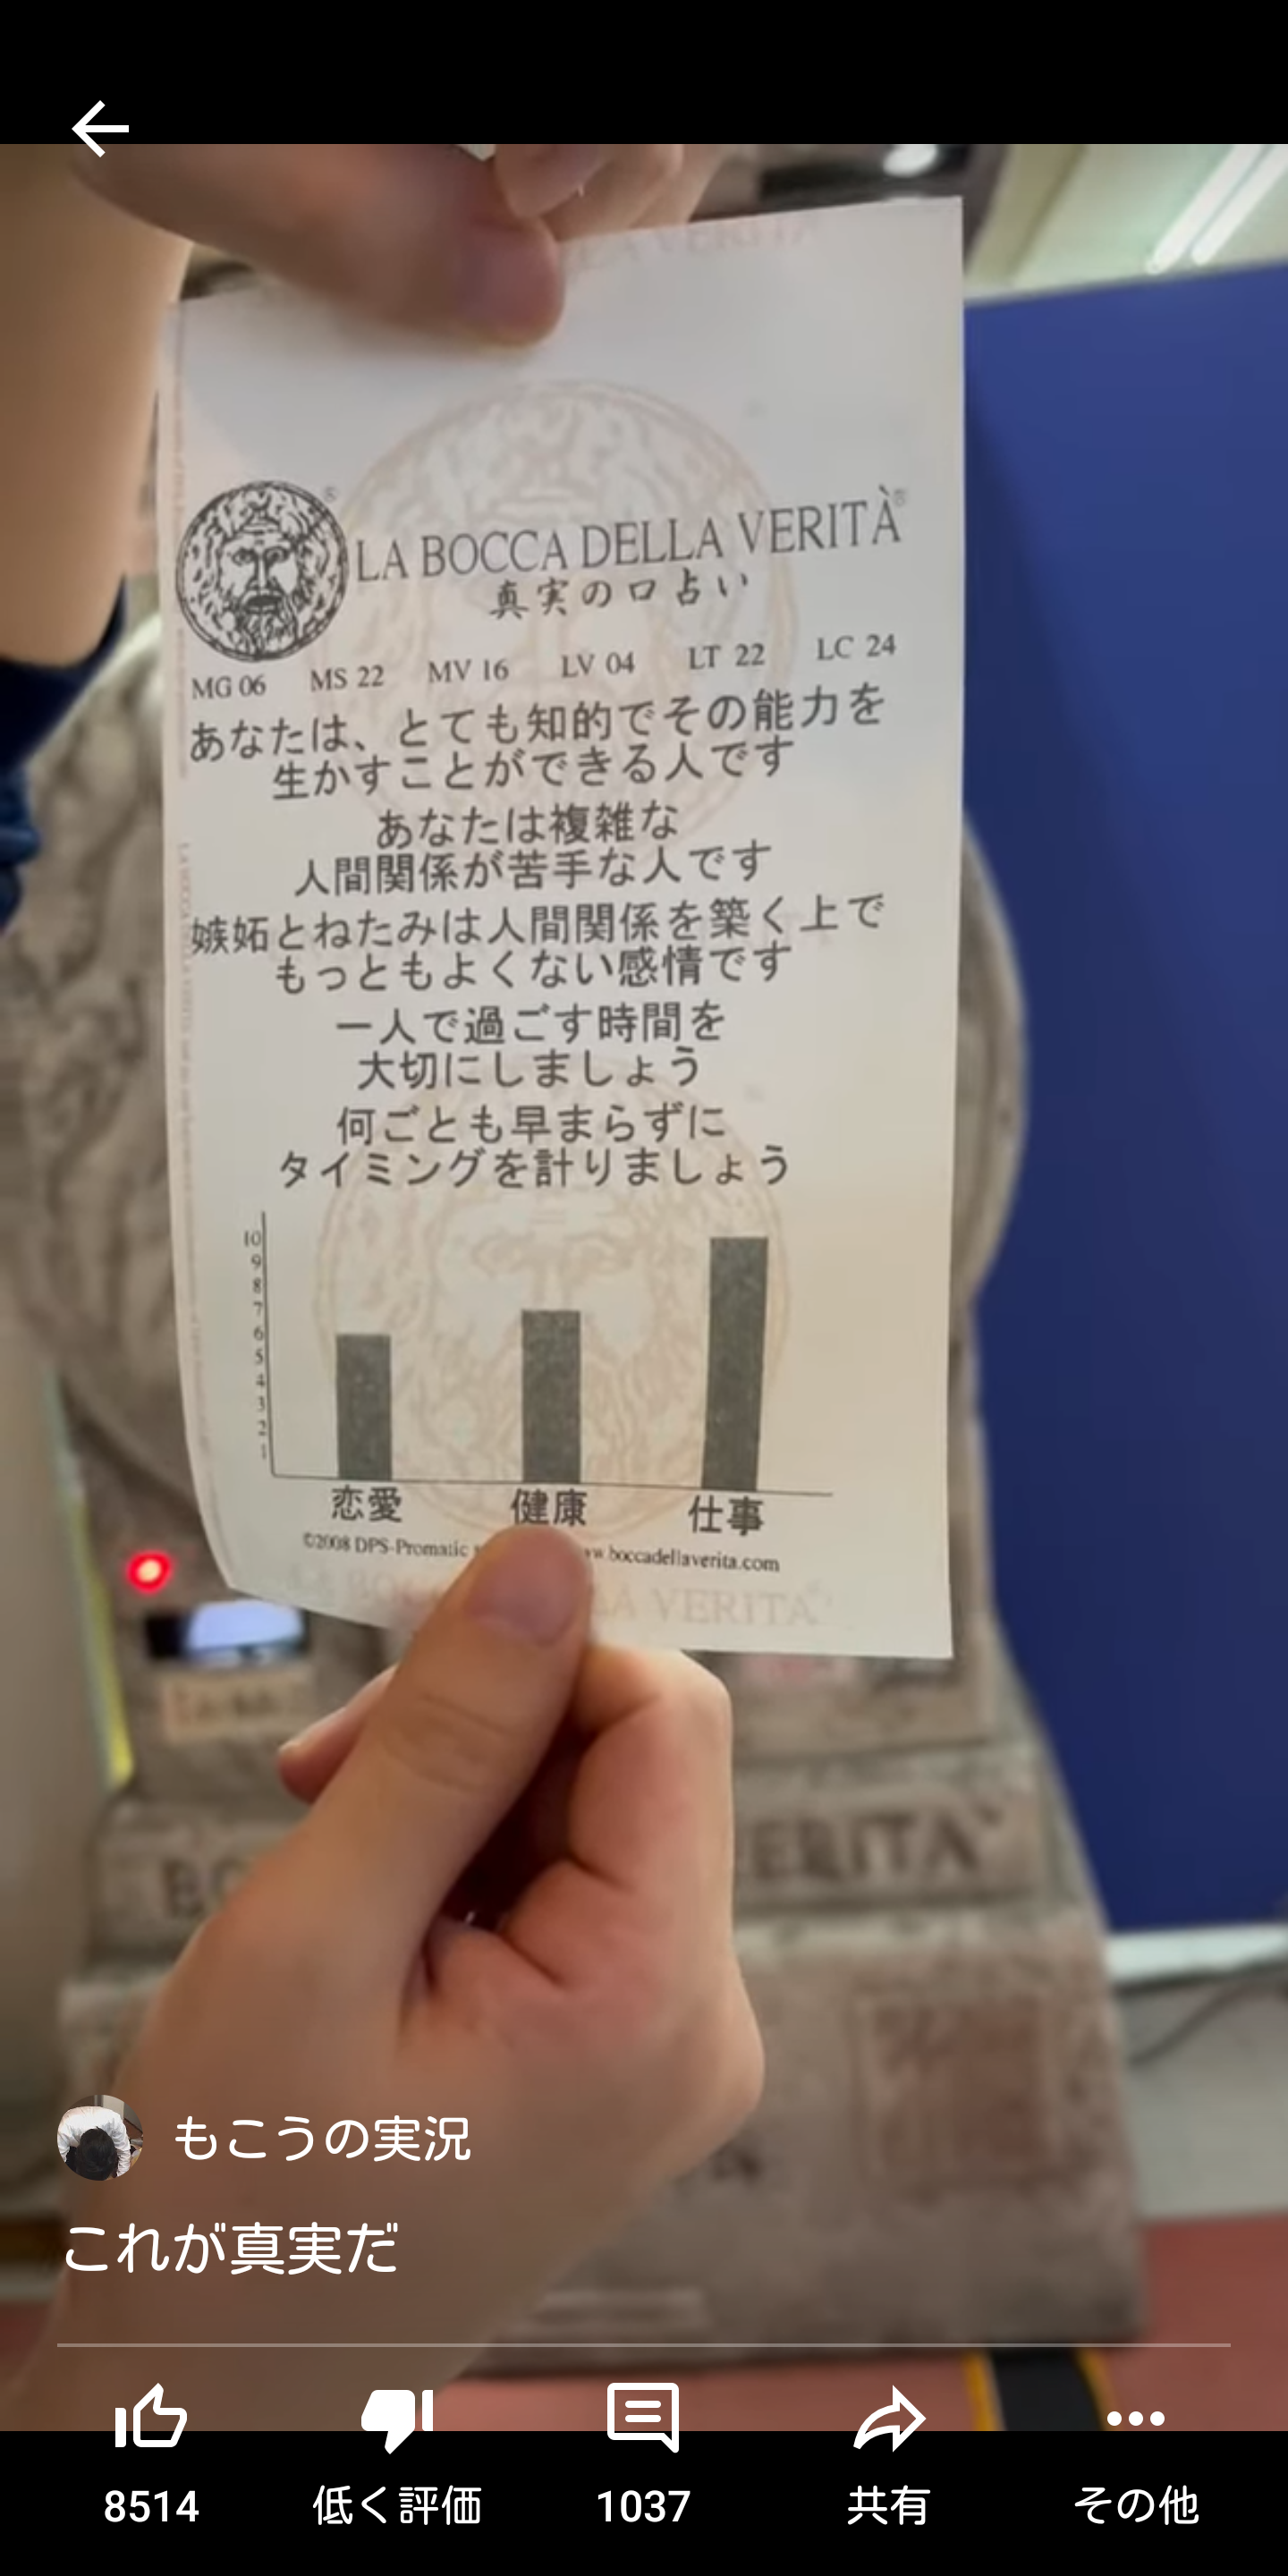 LA BOCCA DELLA VERITÀ®
真実の口占い
MG 06 MS 22 MV 16 LV 04 LT 22 LC 24
あなたは、とても知的でその能力を
生かすことができる人です
あなたは複雑な
人間関係が苦手な人です
嫉妬とねたみは人間関係を築く上で
もっともよくない感情です
一人で過ごす時間を
大切にしましょう
何ごとも早まらずに
タイミングを計りましょう
10
9
8
7
6
5
4
3
2
1
恋愛 健康 仕事
©2008 DPS-Promatic boccadellaverita.com
LA VERITA
ERITA
もこうの実況
これが真実だ
8514 低く評価 1037 共有 その他